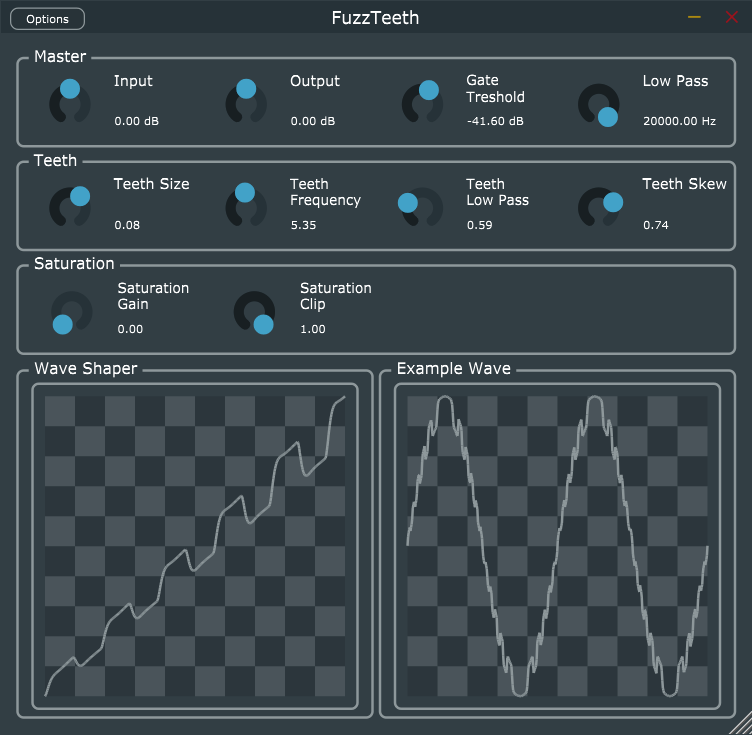 Options
FuzzTeeth
Master
Input
0.00 dB
Output
0.00 dB
Gate
Treshold
-41.60 dB
Low Pass
20000.00 Hz
Teeth
Teeth Size
0.08
Teeth
Frequency
5.35
Teeth
Low Pass
0.59
Teeth Skew
0.74
Saturation
Saturation
Gain
0.00
Saturation
Clip
1.00
Wave Shaper
Example Wave